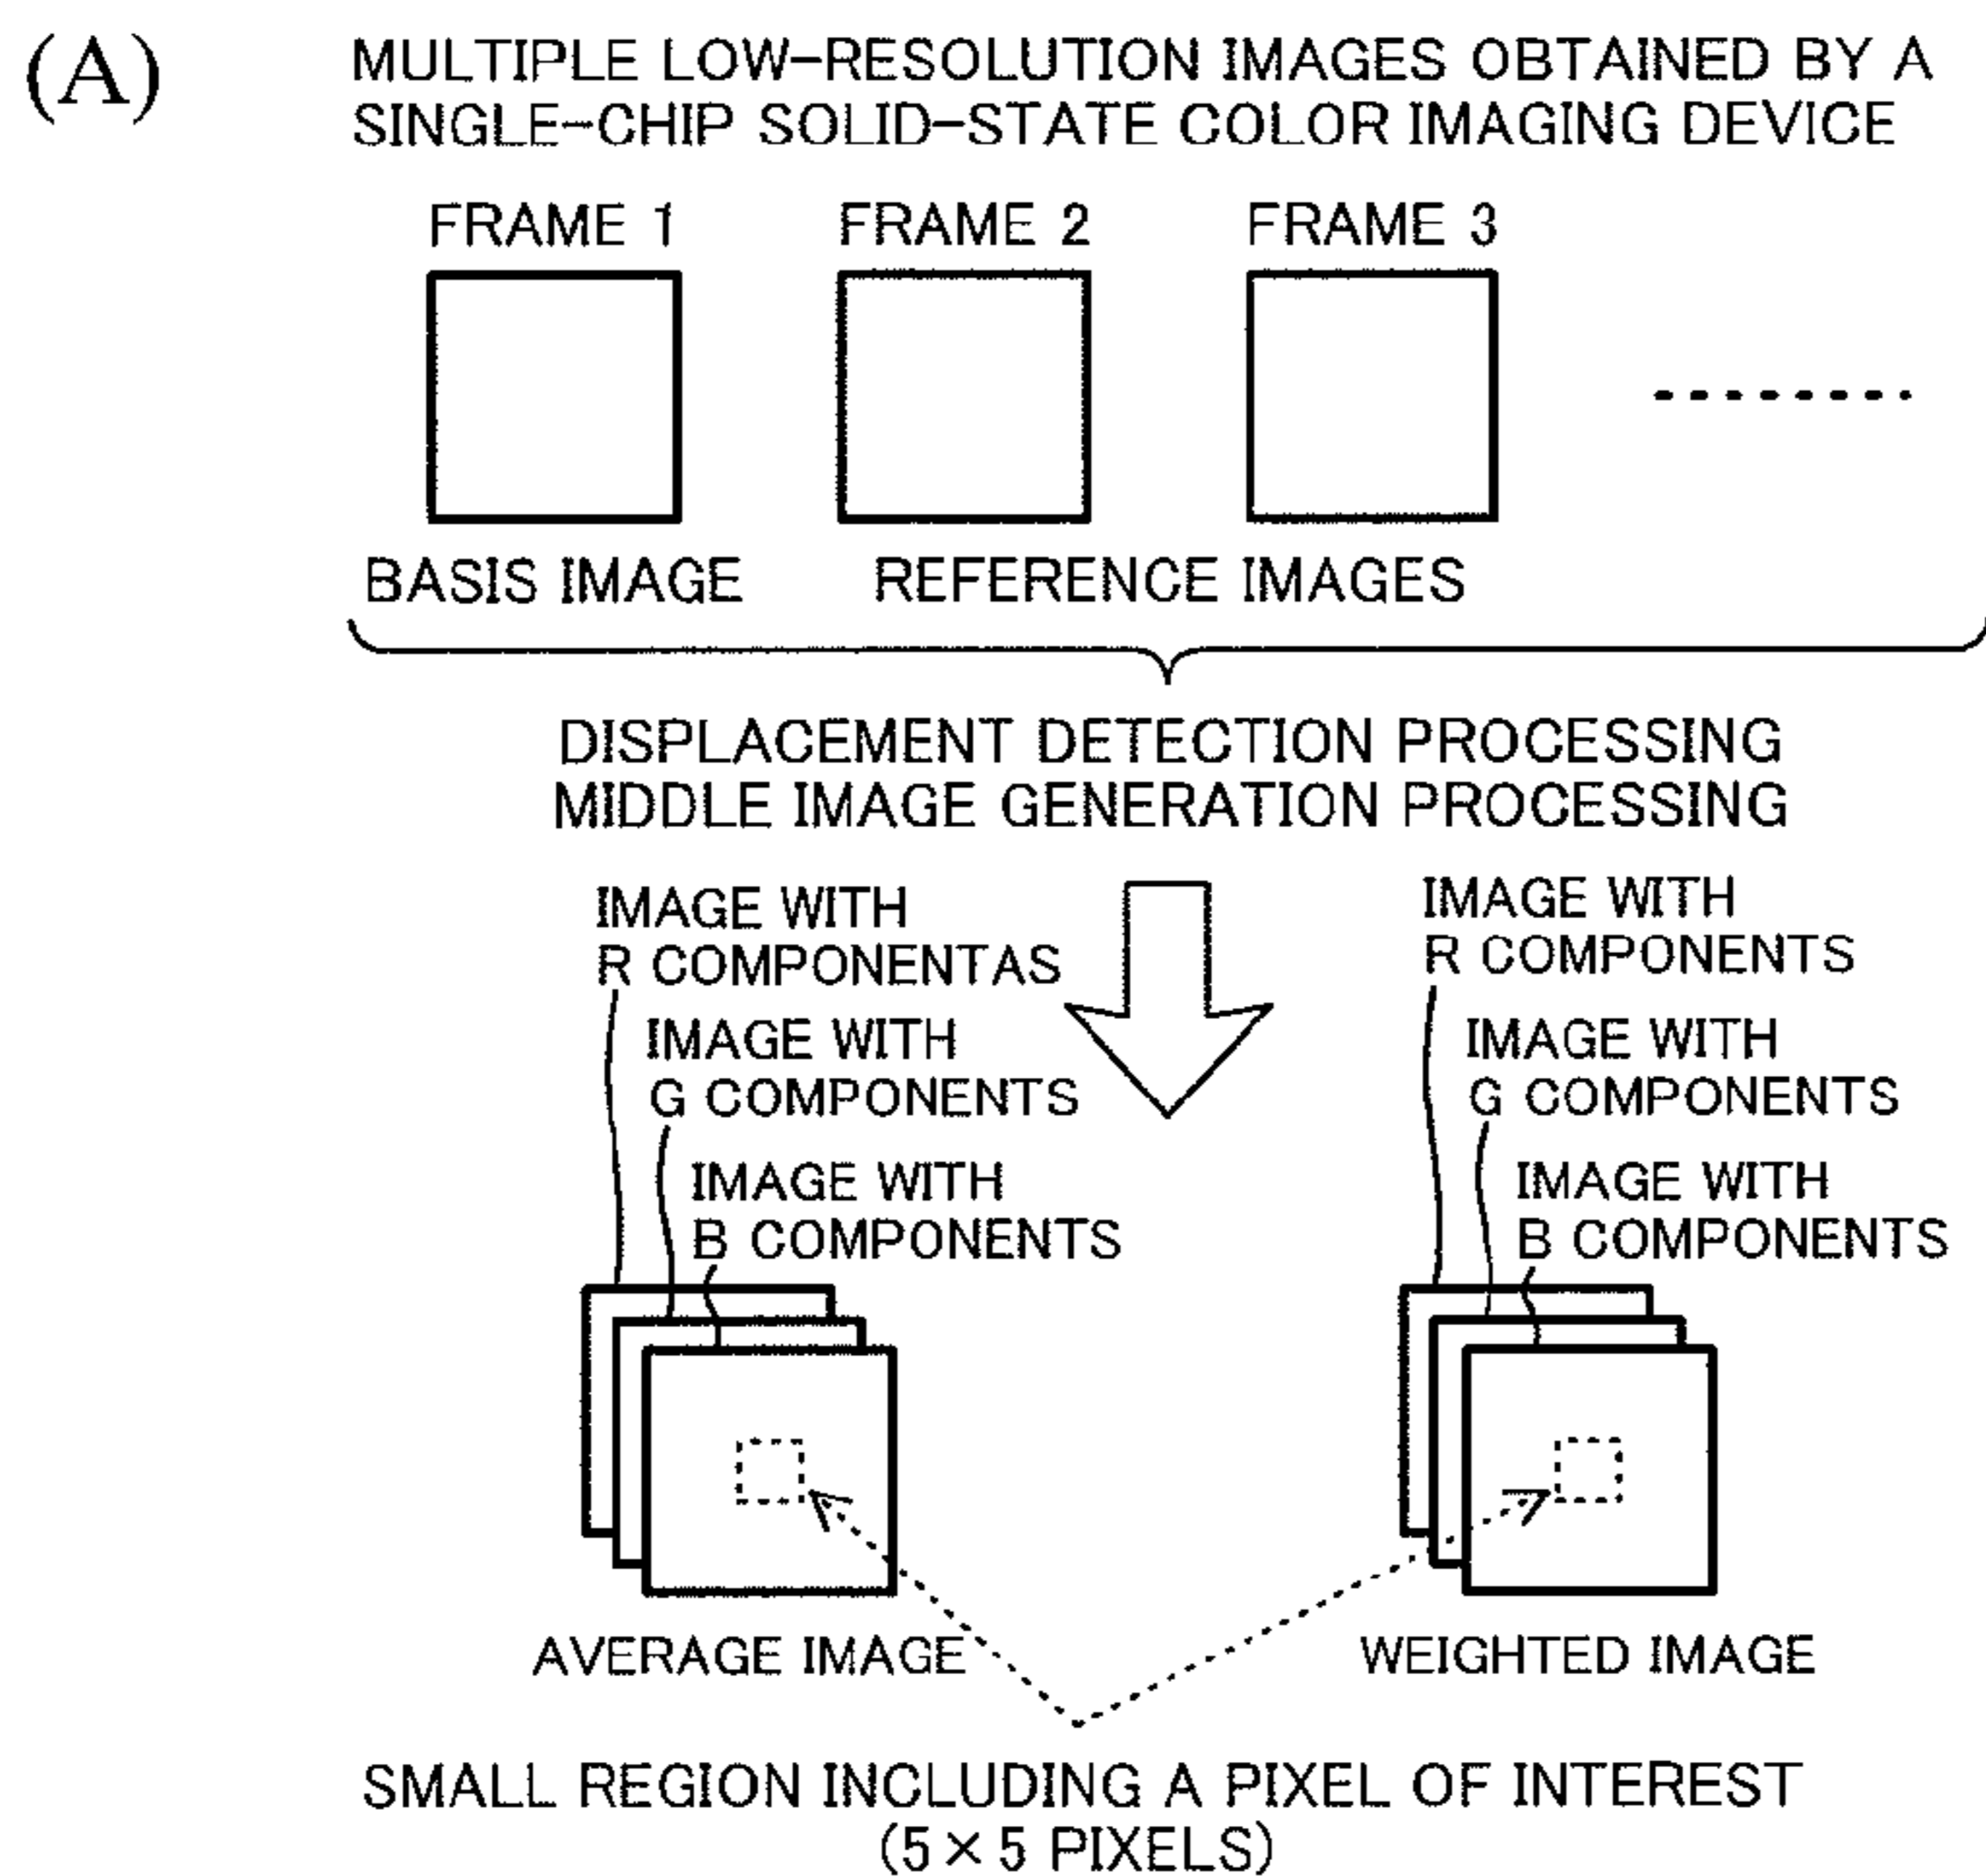 (A)
MULTIPLE LOW-RESOLUTION IMAGES OBTAINED BY A
SINGLE-CHIP SOLID-STATE COLOR IMAGING DEVICE
FRAME 1
FRAME 2
FRAME 3
BASIS IMAGE
REFERENCE IMAGES
DISPLACEMENT DETECTION PROCESSING
MIDDLE IMAGE GENERATION PROCESSING
IMAGE WITH
R COMPONENTAS
IMAGE WITH
G COMPONENTS
IMAGE WITH
B COMPONENTS
AVERAGE IMAGE
IMAGE WITH
R COMPONENTS
IMAGE WITH
G COMPONENTS
IMAGE WITH
B COMPONENTS
WEIGHTED IMAGE
SMALL REGION INCLUDING A PIXEL OF INTEREST
(5×5 PIXELS)